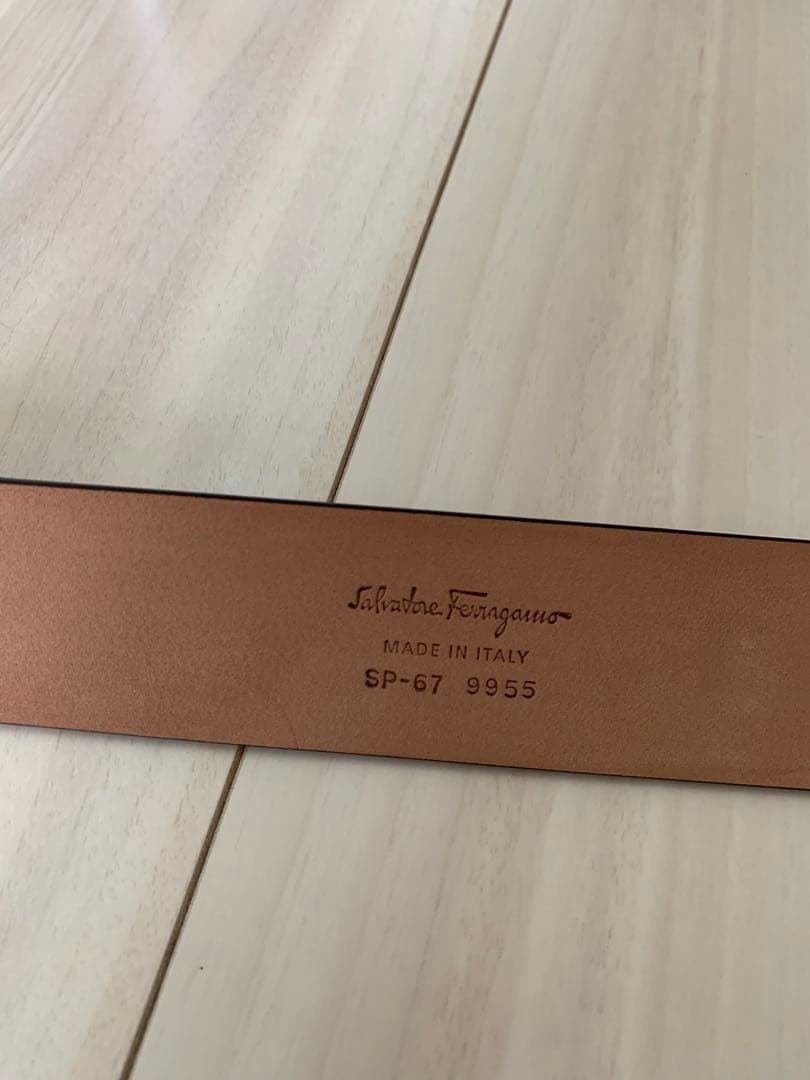 Salvatore Ferragamo
MADE IN ITALY
SP-67 9955